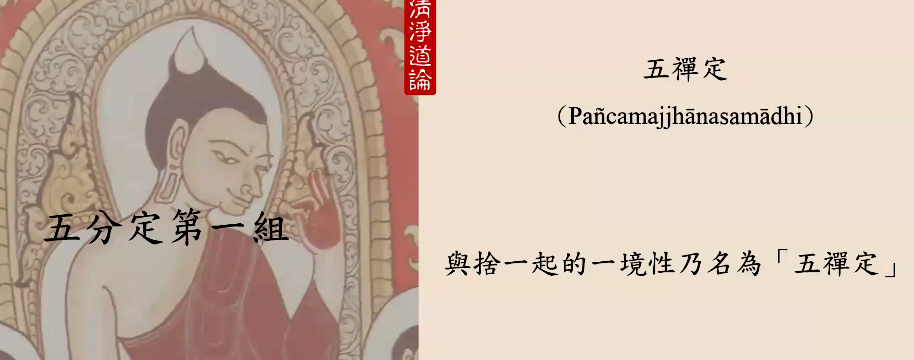 清淨道論
五分定第一組
五禪定
（Pañcamajjhānasamādhi）
與捨一起的一境性乃名為「五禪定」